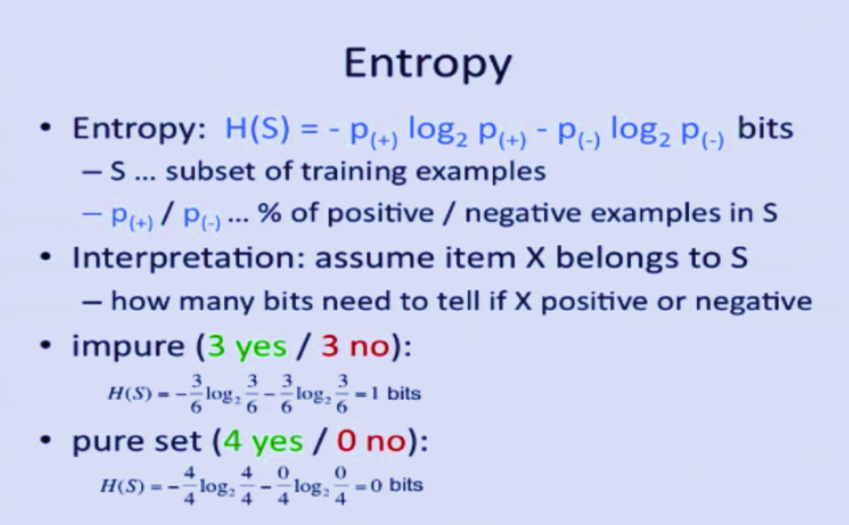 Entropy
• Entropy: H(S) = - p(+) log₂ p(+) - p(-) log₂ p(-) bits
– S ... subset of training examples
– p(+) / p(-) ... % of positive / negative examples in S
• Interpretation: assume item X belongs to S
– how many bits need to tell if X positive or negative
• impure (3 yes / 3 no):
H(S) = - 3/6 log₂ 3/6 - 3/6 log₂ 3/6 = 1 bits
• pure set (4 yes / 0 no):
H(S) = - 4/4 log₂ 4/4 - 0/4 log₂ 0/4 = 0 bits